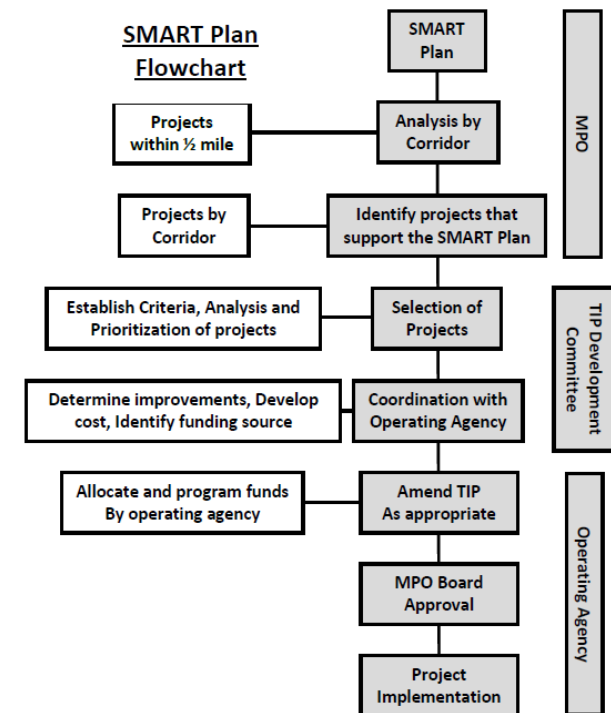 SMART Plan
Flowchart
SMART
Plan
Projects
within ½ mile
Analysis by
Corridor
MPO
Projects by
Corridor
Identify projects that
support the SMART Plan
Establish Criteria, Analysis and
Prioritization of projects
Selection of
Projects
TIP Development
Committee
Determine improvements, Develop
cost, Identify funding source
Coordination with
Operating Agency
Allocate and program funds
By operating agency
Amend TIP
As appropriate
Operating Agency
MPO Board
Approval
Project
Implementation